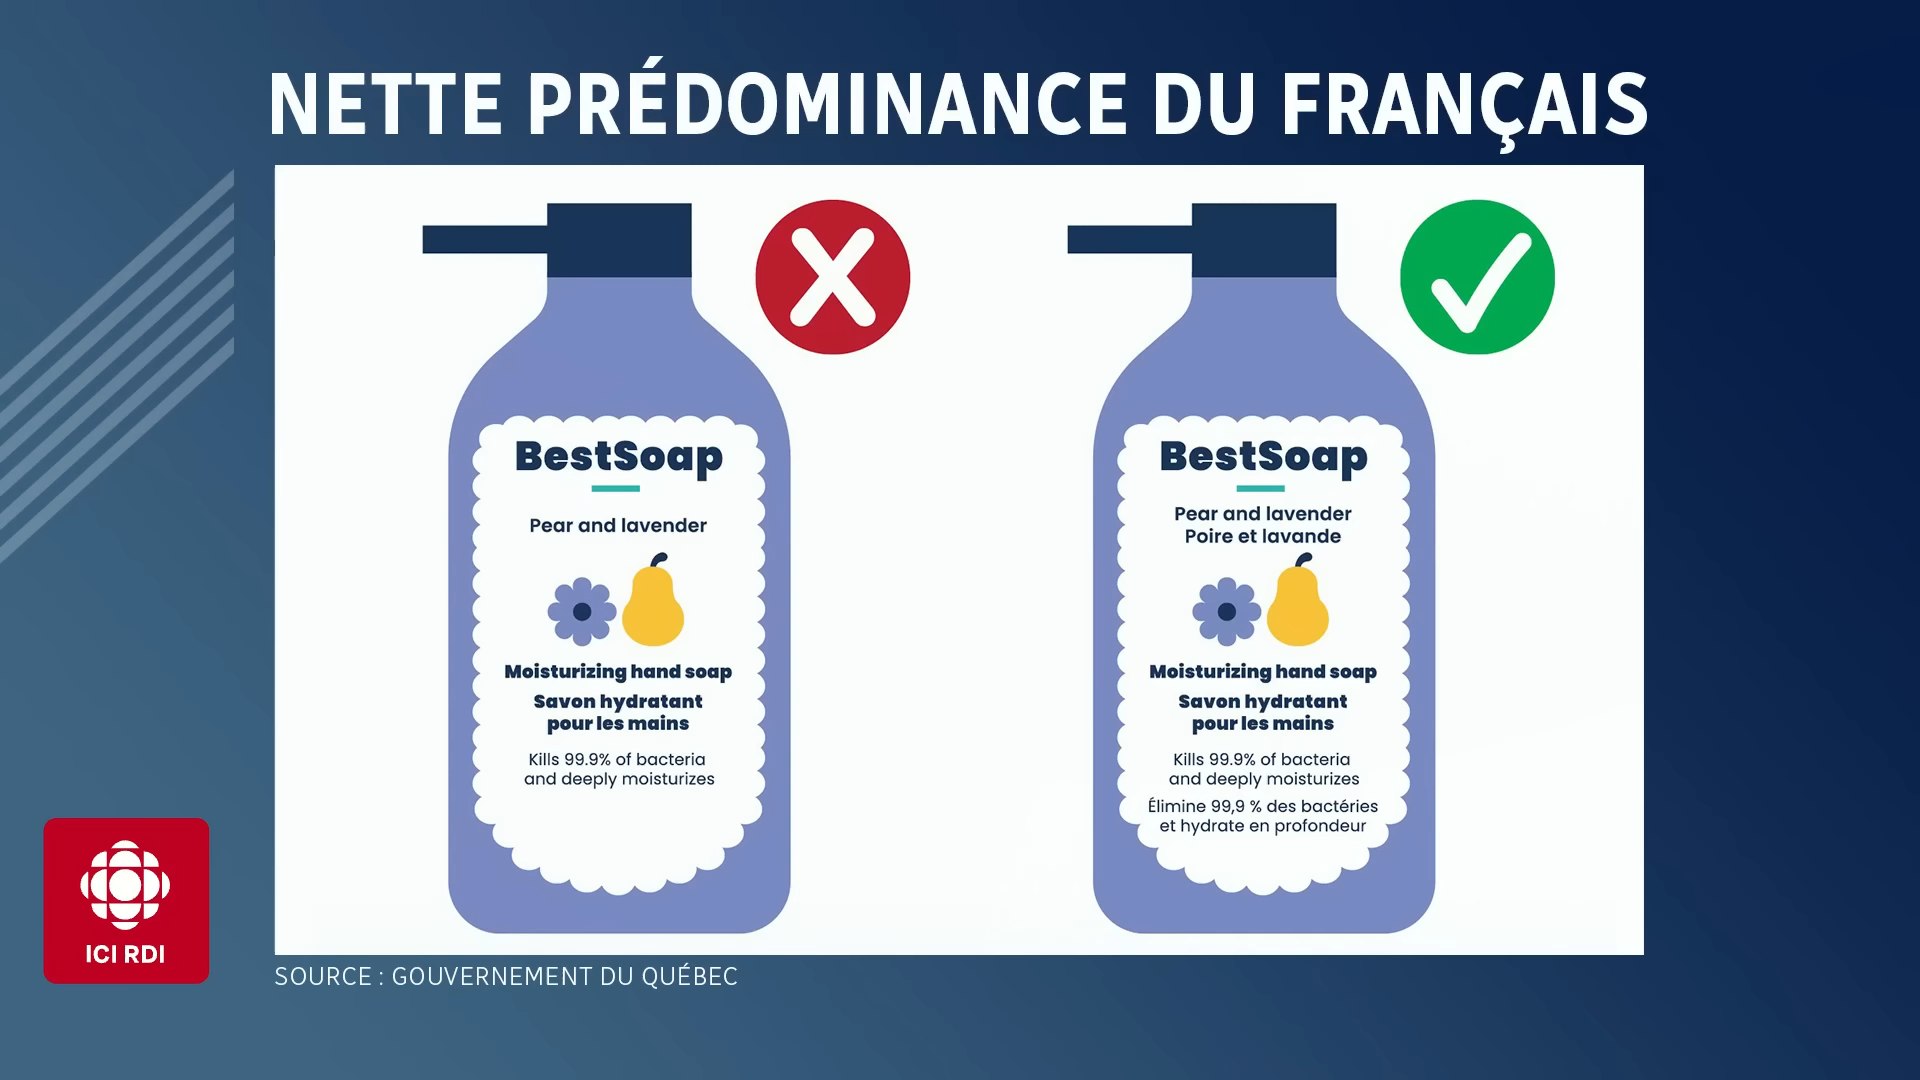 NETTE PRÉDOMINANCE DU FRANÇAIS
BestSoap
Pear and lavender
Moisturizing hand soap
Savon hydratant
pour les mains
Kills 99.9% of bacteria
and deeply moisturizes
BestSoap
Pear and lavender
Poire et lavande
Moisturizing hand soap
Savon hydratant
pour les mains
Kills 99.9% of bacteria
and deeply moisturizes
Élimine 99,9 % des bactéries
et hydrate en profondeur
ICI RDI
SOURCE : GOUVERNEMENT DU QUÉBEC